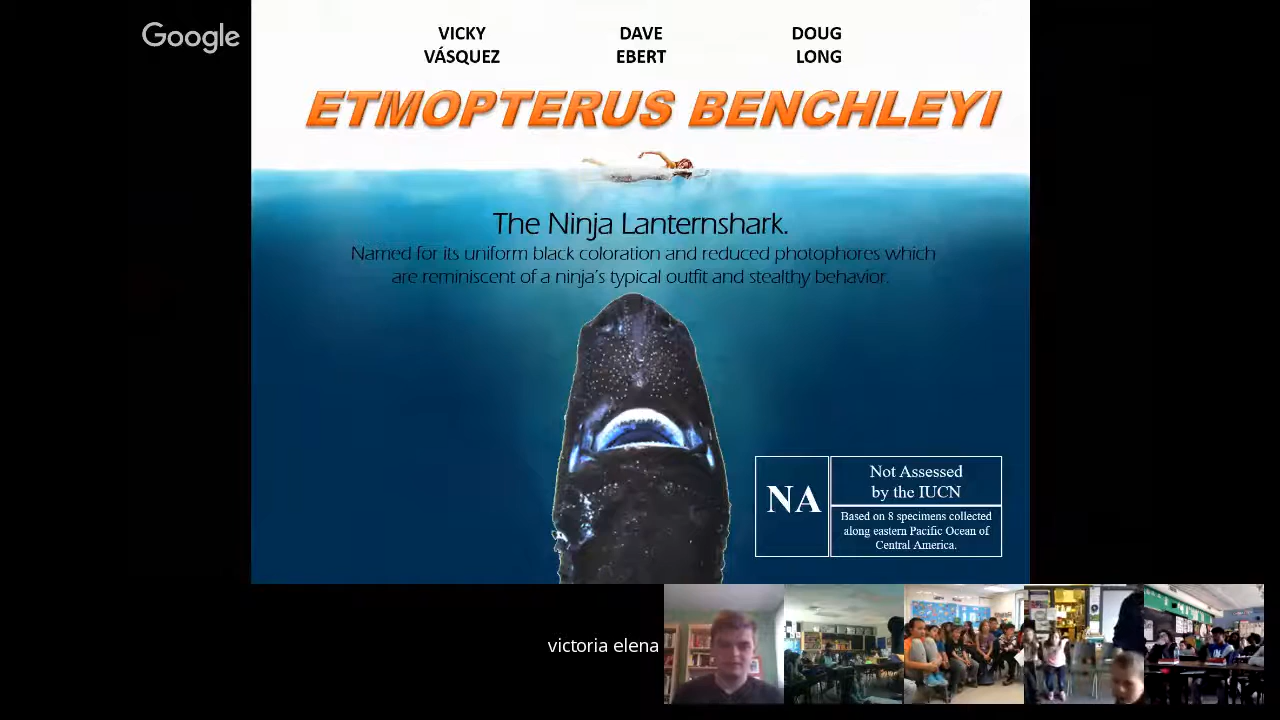 Google
VICKY
VÁSQUEZ
DAVE
EBERT
DOUG
LONG
ETMOPTERUS BENCHLEYI
The Ninja Lanternshark.
Named for its uniform black coloration and reduced photophores which
are reminiscent of a ninja's typical outfit and stealthy behavior.
NA
Not Assessed
by the IUCN
Based on 8 specimens collected
along eastern Pacific Ocean of
Central America.
victoria elena